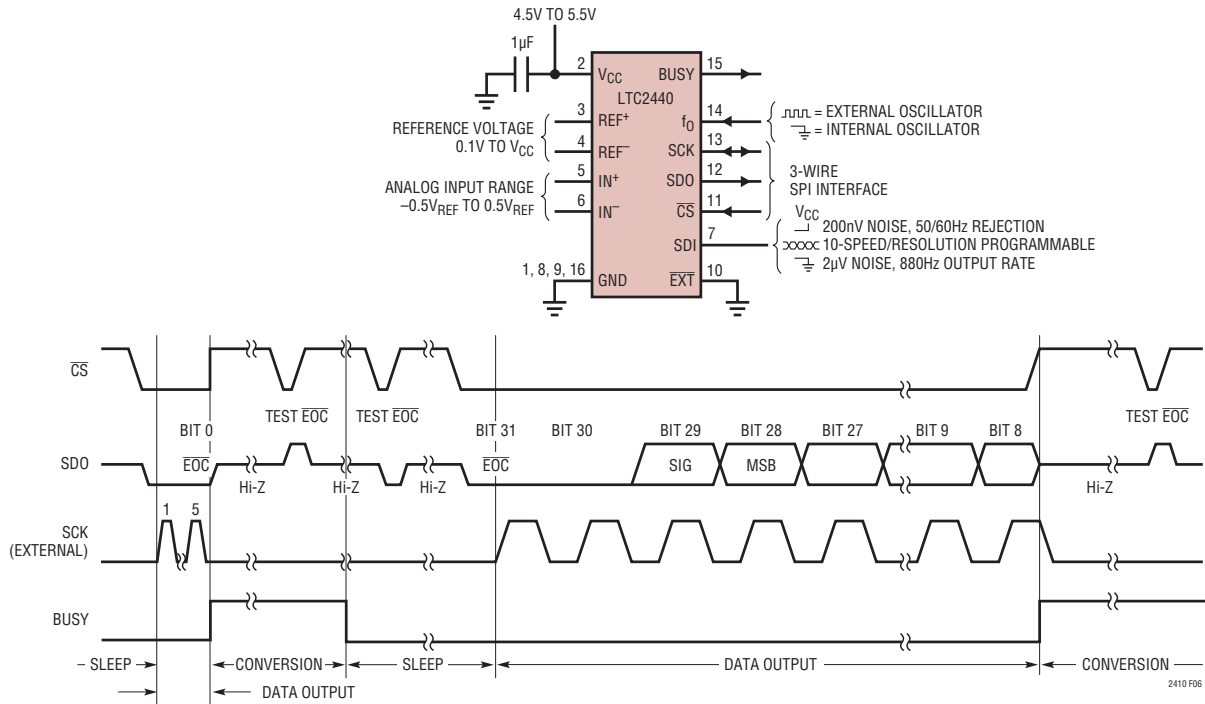 4.5V TO 5.5V
1µF
2
VCC
BUSY
15
LTC2440
REFERENCE VOLTAGE
0.1V TO VCC
3
REF+
4
REF–
fO
14
= EXTERNAL OSCILLATOR
= INTERNAL OSCILLATOR
SCK
13
SDO
12
CS
11
3-WIRE
SPI INTERFACE
ANALOG INPUT RANGE
–0.5VREF TO 0.5VREF
5
IN+
6
IN–
SDI
7
VCC
200nV NOISE, 50/60Hz REJECTION
10-SPEED/RESOLUTION PROGRAMMABLE
2µV NOISE, 880Hz OUTPUT RATE
1, 8, 9, 16
GND
EXT
10
CS
TEST EOC
TEST EOC
TEST EOC
BIT 0
BIT 31
BIT 30
BIT 29
BIT 28
BIT 27
BIT 9
BIT 8
SDO
EOC
EOC
SIG
MSB
Hi-Z
Hi-Z
Hi-Z
Hi-Z
SCK
(EXTERNAL)
1
5
BUSY
SLEEP
CONVERSION
SLEEP
DATA OUTPUT
CONVERSION
DATA OUTPUT
2410 F06